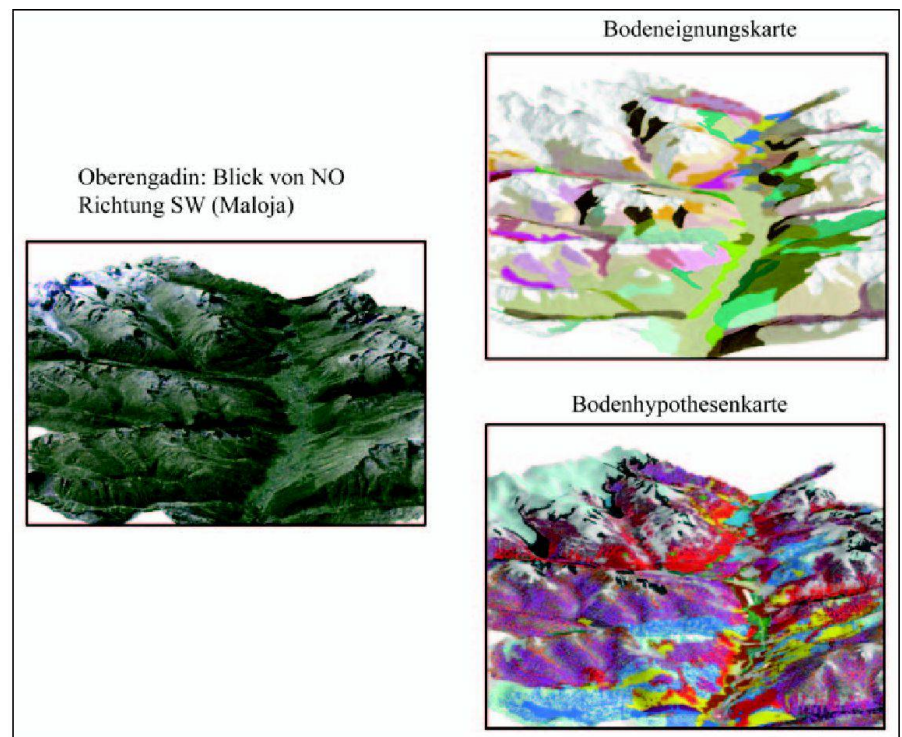 Bodeneignungskarte
Oberengadin: Blick von NO
Richtung SW (Maloja)
Bodenhypothesenkarte